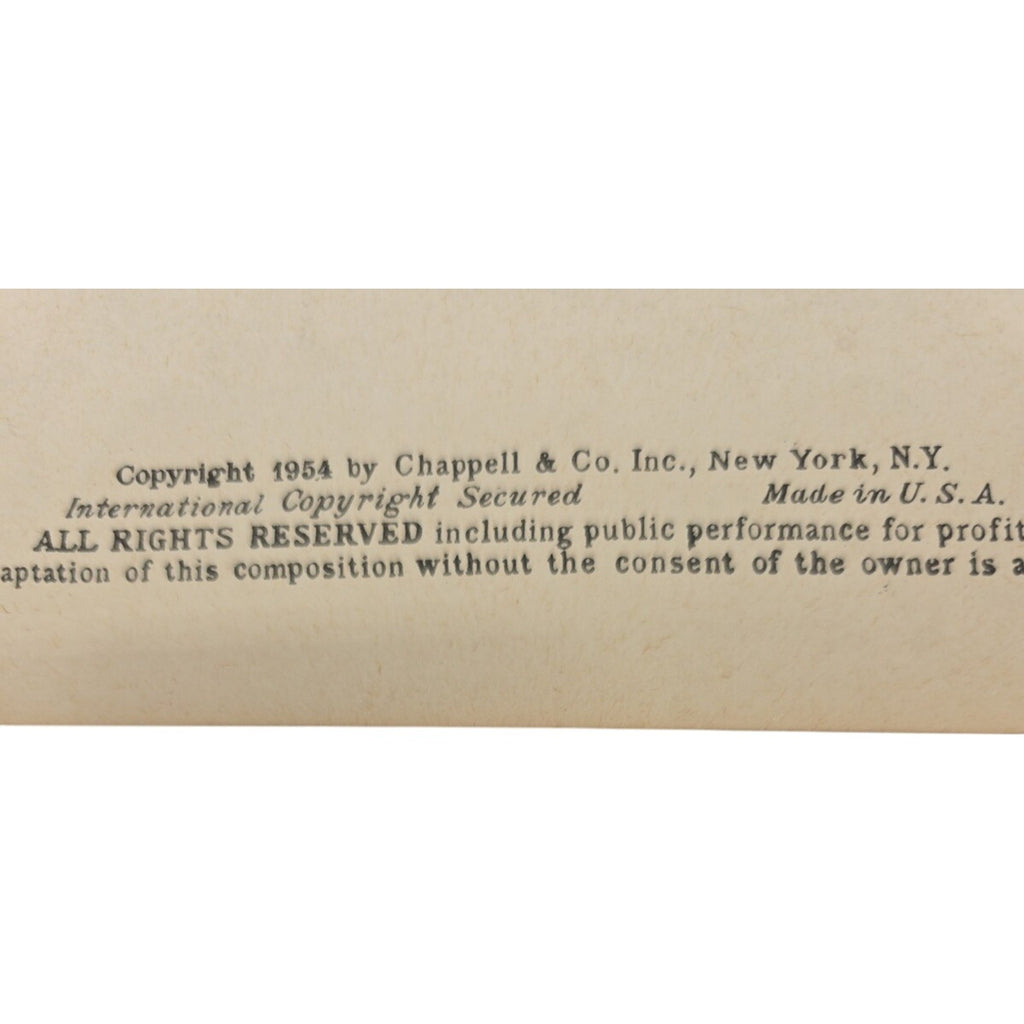 Copyright 1954 by Chappell & Co. Inc., New York, N.Y.
International Copyright Secured Made in U. S. A.
ALL RIGHTS RESERVED including public performance for profit
aptation of this composition without the consent of the owner is a